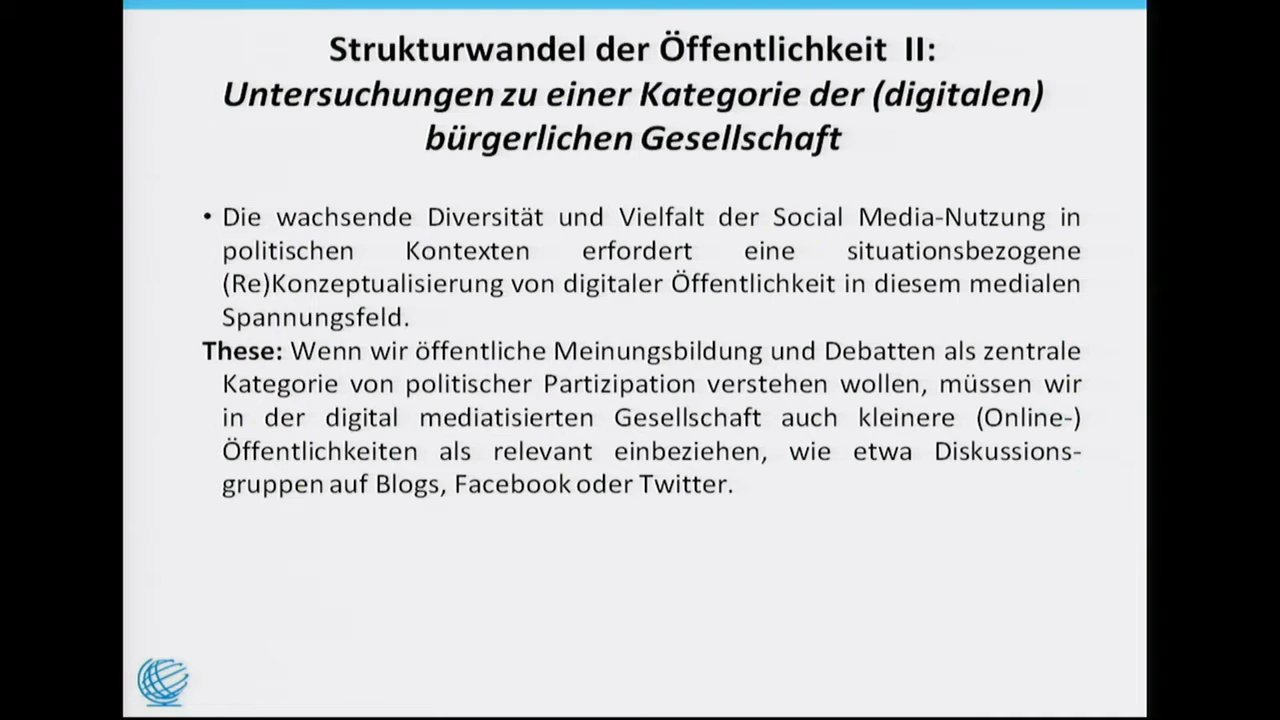 Strukturwandel der Öffentlichkeit II:
Untersuchungen zu einer Kategorie der (digitalen)
bürgerlichen Gesellschaft
• Die wachsende Diversität und Vielfalt der Social Media-Nutzung in
politischen Kontexten erfordert eine situationsbezogene
(Re)Konzeptualisierung von digitaler Öffentlichkeit in diesem medialen
Spannungsfeld.
These: Wenn wir öffentliche Meinungsbildung und Debatten als zentrale
Kategorie von politischer Partizipation verstehen wollen, müssen wir
in der digital mediatisierten Gesellschaft auch kleinere (Online-)
Öffentlichkeiten als relevant einbeziehen, wie etwa Diskussions-
gruppen auf Blogs, Facebook oder Twitter.